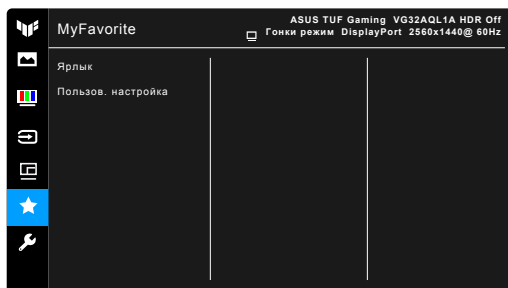 MyFavorite
ASUS TUF Gaming VG32AQL1A HDR Off
Гонки режим DisplayPort 2560x1440@ 60Hz
Ярлык
Пользов. настройка